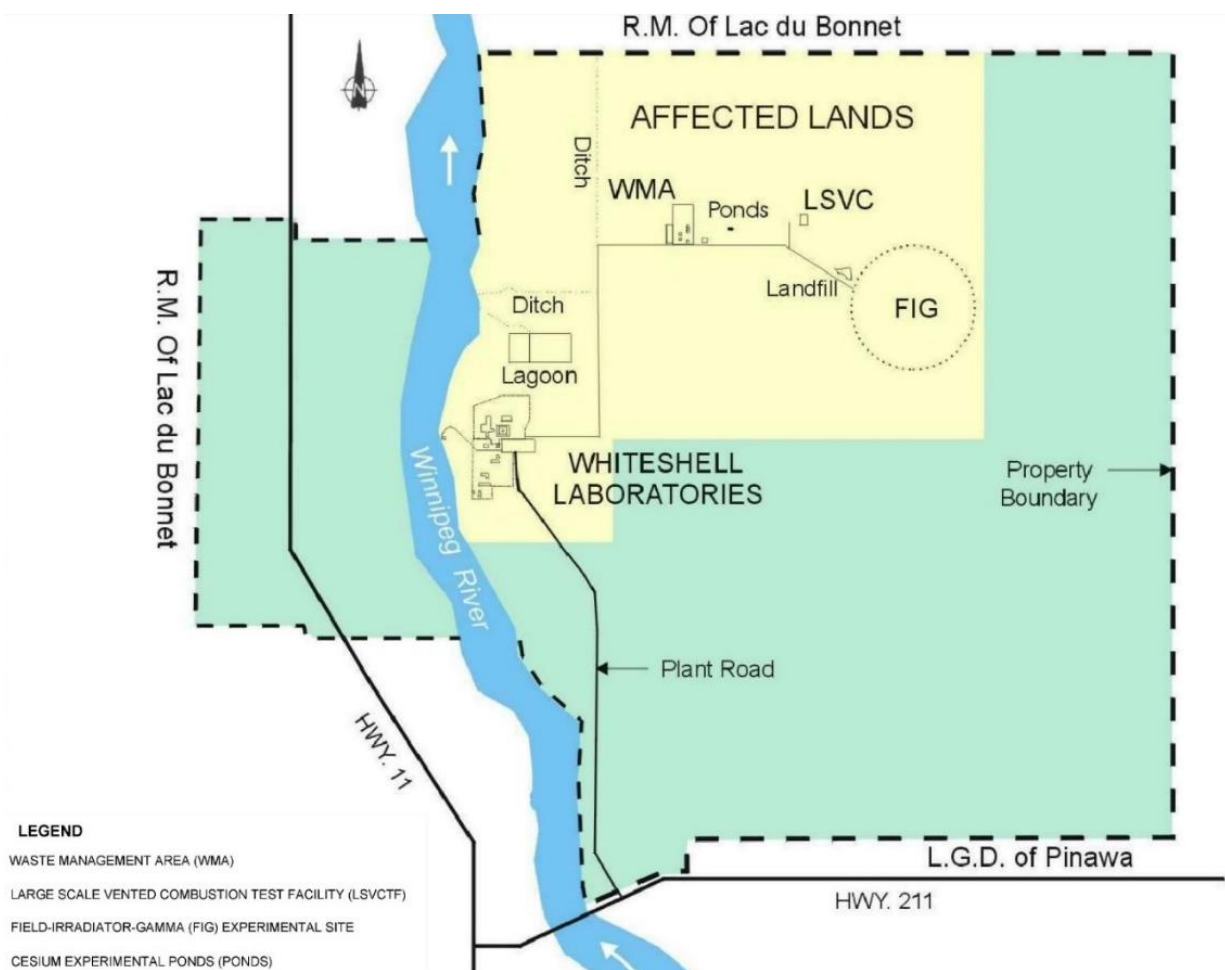 R.M. Of Lac du Bonnet
N
AFFECTED LANDS
Ditch
WMA
Ponds
LSVC
Landfill
FIG
R.M. Of Lac du Bonnet
Ditch
Lagoon
WHITESHELL
LABORATORIES
Property
Boundary
Winnipeg River
Plant Road
HWY. 11
L.G.D. of Pinawa
HWY. 211
LEGEND
WASTE MANAGEMENT AREA (WMA)
LARGE SCALE VENTED COMBUSTION TEST FACILITY (LSVCTF)
FIELD-IRRADIATOR-GAMMA (FIG) EXPERIMENTAL SITE
CESIUM EXPERIMENTAL PONDS (PONDS)